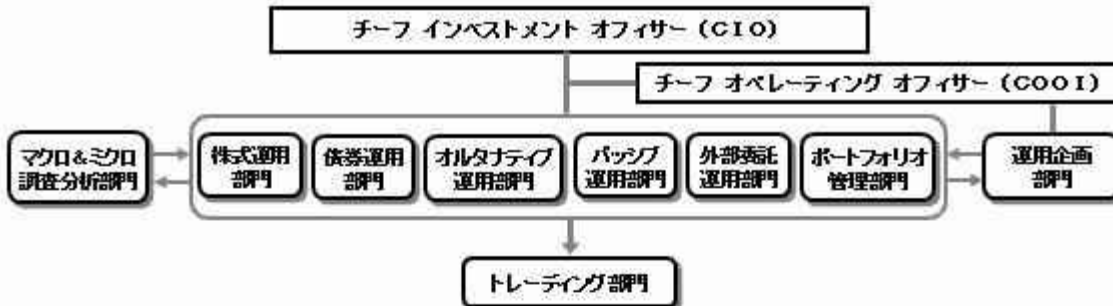 チーフ インベストメント オフィサー (CIO)
チーフ オペレーティング オフィサー (COOI)
マクロ&ミクロ
調査分析部門
株式運用
部門
債券運用
部門
オルタナティブ
運用部門
パッシブ
運用部門
外部委託
運用部門
ポートフォリオ
管理部門
運用企画
部門
トレーディング部門